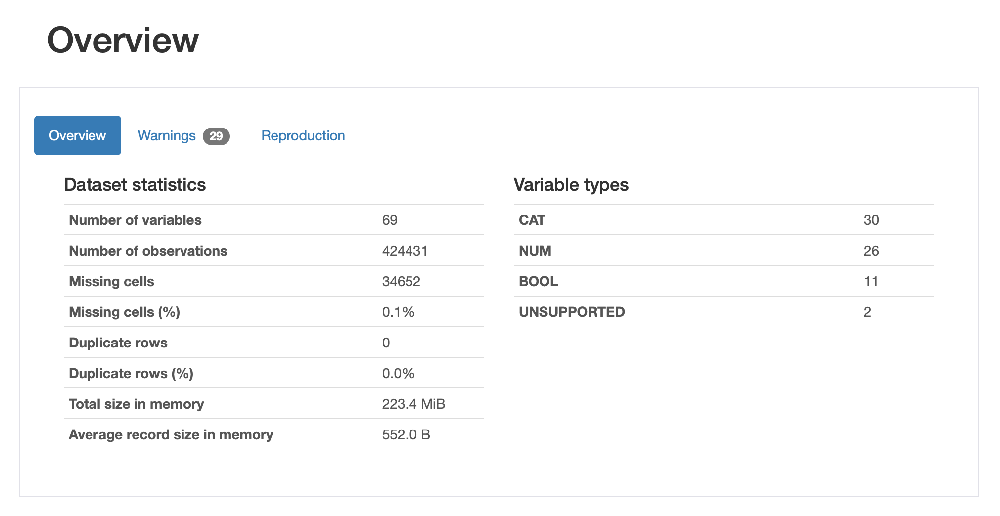 Overview
Overview Warnings 29 Reproduction
Dataset statistics
Number of variables 69
Number of observations 424431
Missing cells 34652
Missing cells (%) 0.1%
Duplicate rows 0
Duplicate rows (%) 0.0%
Total size in memory 223.4 MiB
Average record size in memory 552.0 B
Variable types
CAT 30
NUM 26
BOOL 11
UNSUPPORTED 2